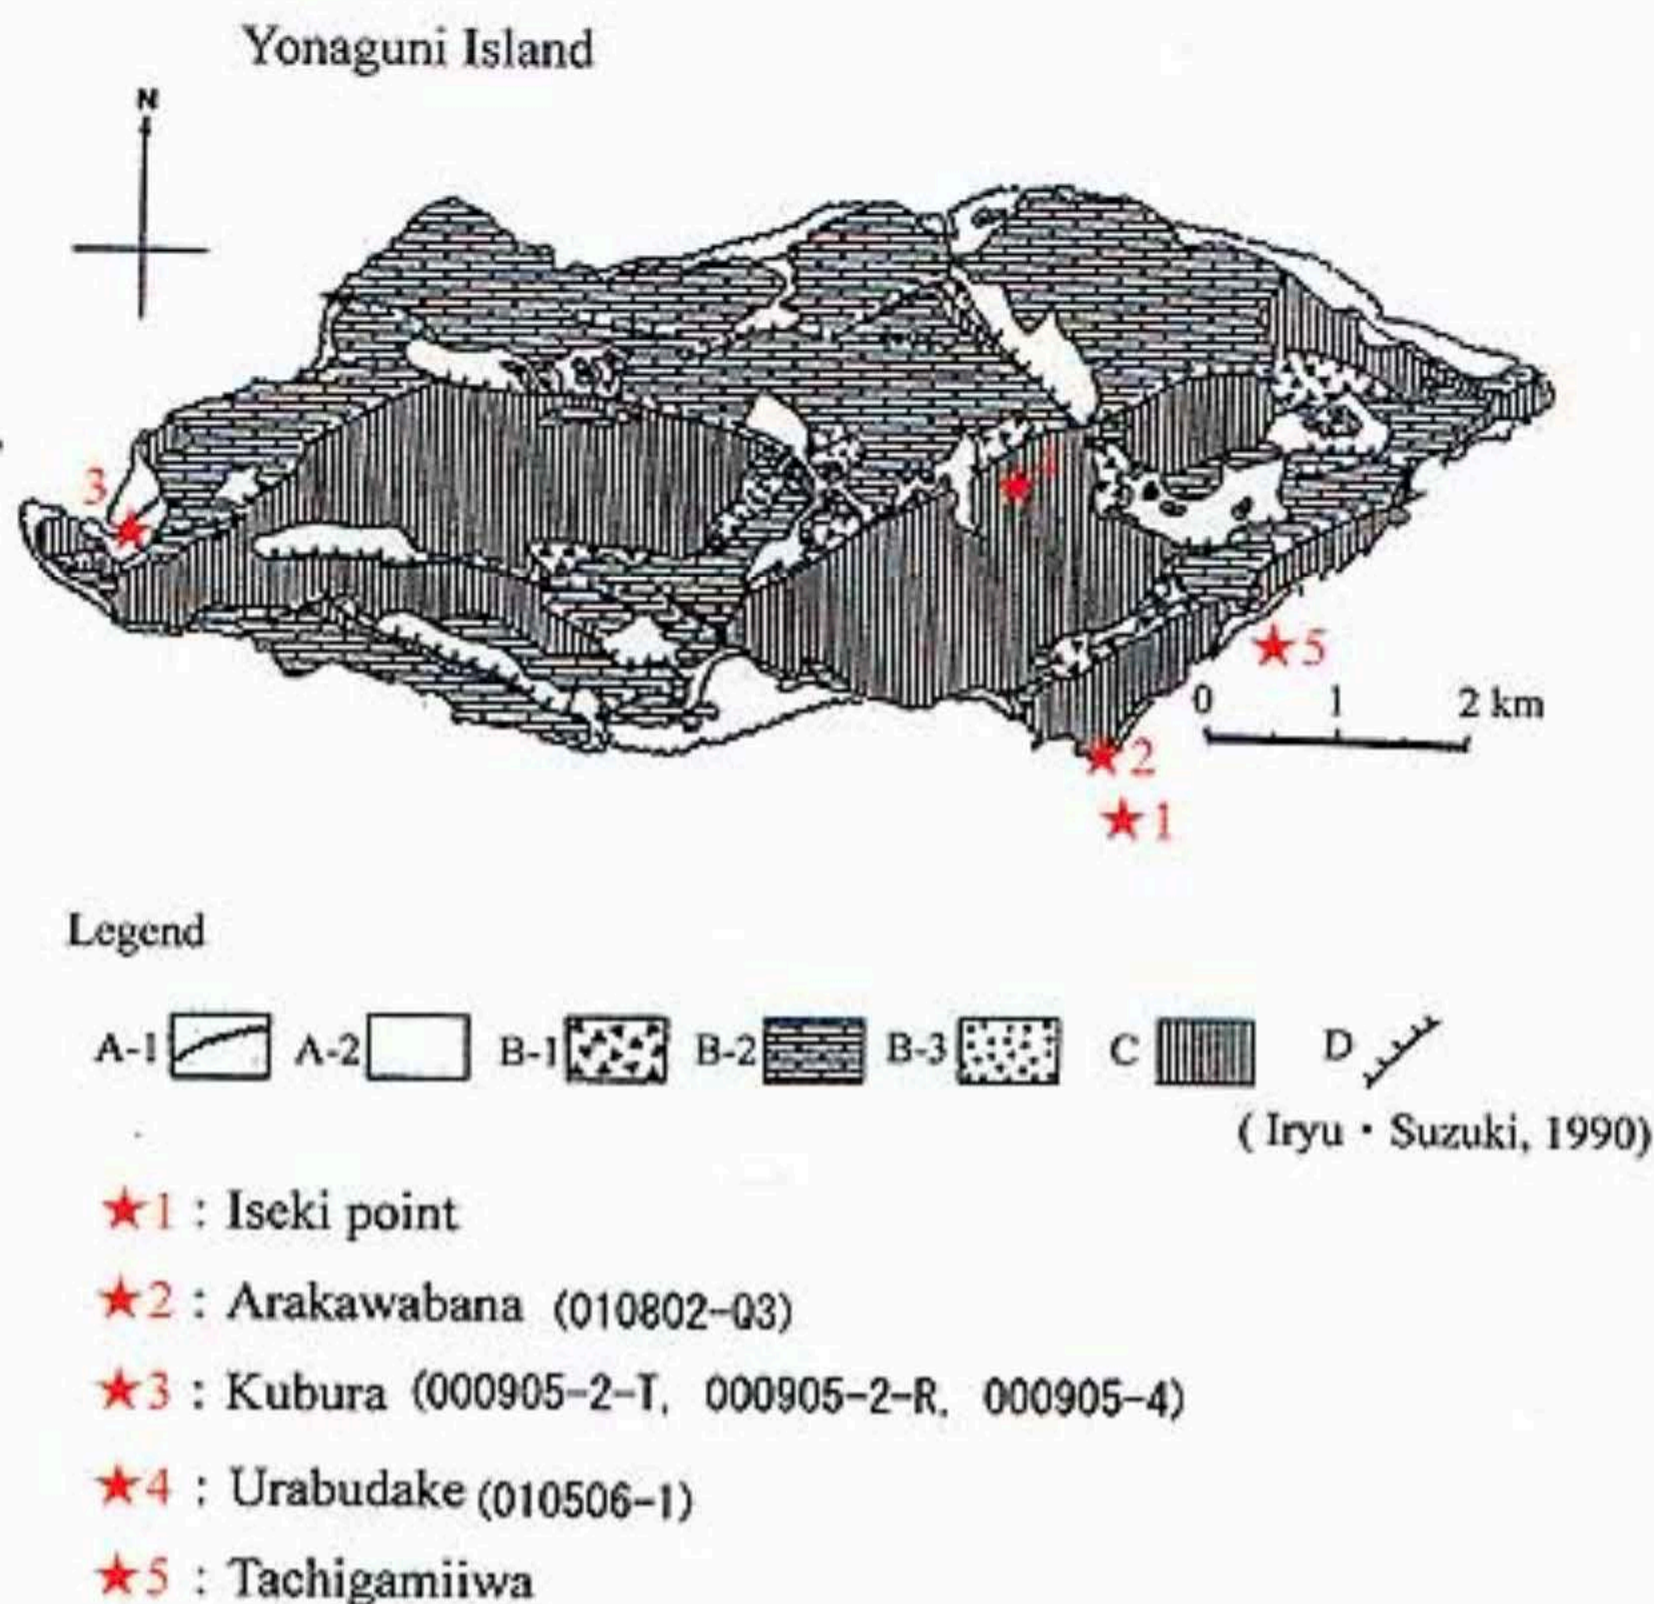 Yonaguni Island
N
3
4
★5
0 1 2 km
★2
★1
Legend
A-1 A-2 B-1 B-2 B-3 C D
( Iryu・Suzuki, 1990)
★1 : Iseki point
★2 : Arakawabana (010802-Q3)
★3 : Kubura (000905-2-T, 000905-2-R, 000905-4)
★4 : Urabudake (010506-1)
★5 : Tachigamiiwa